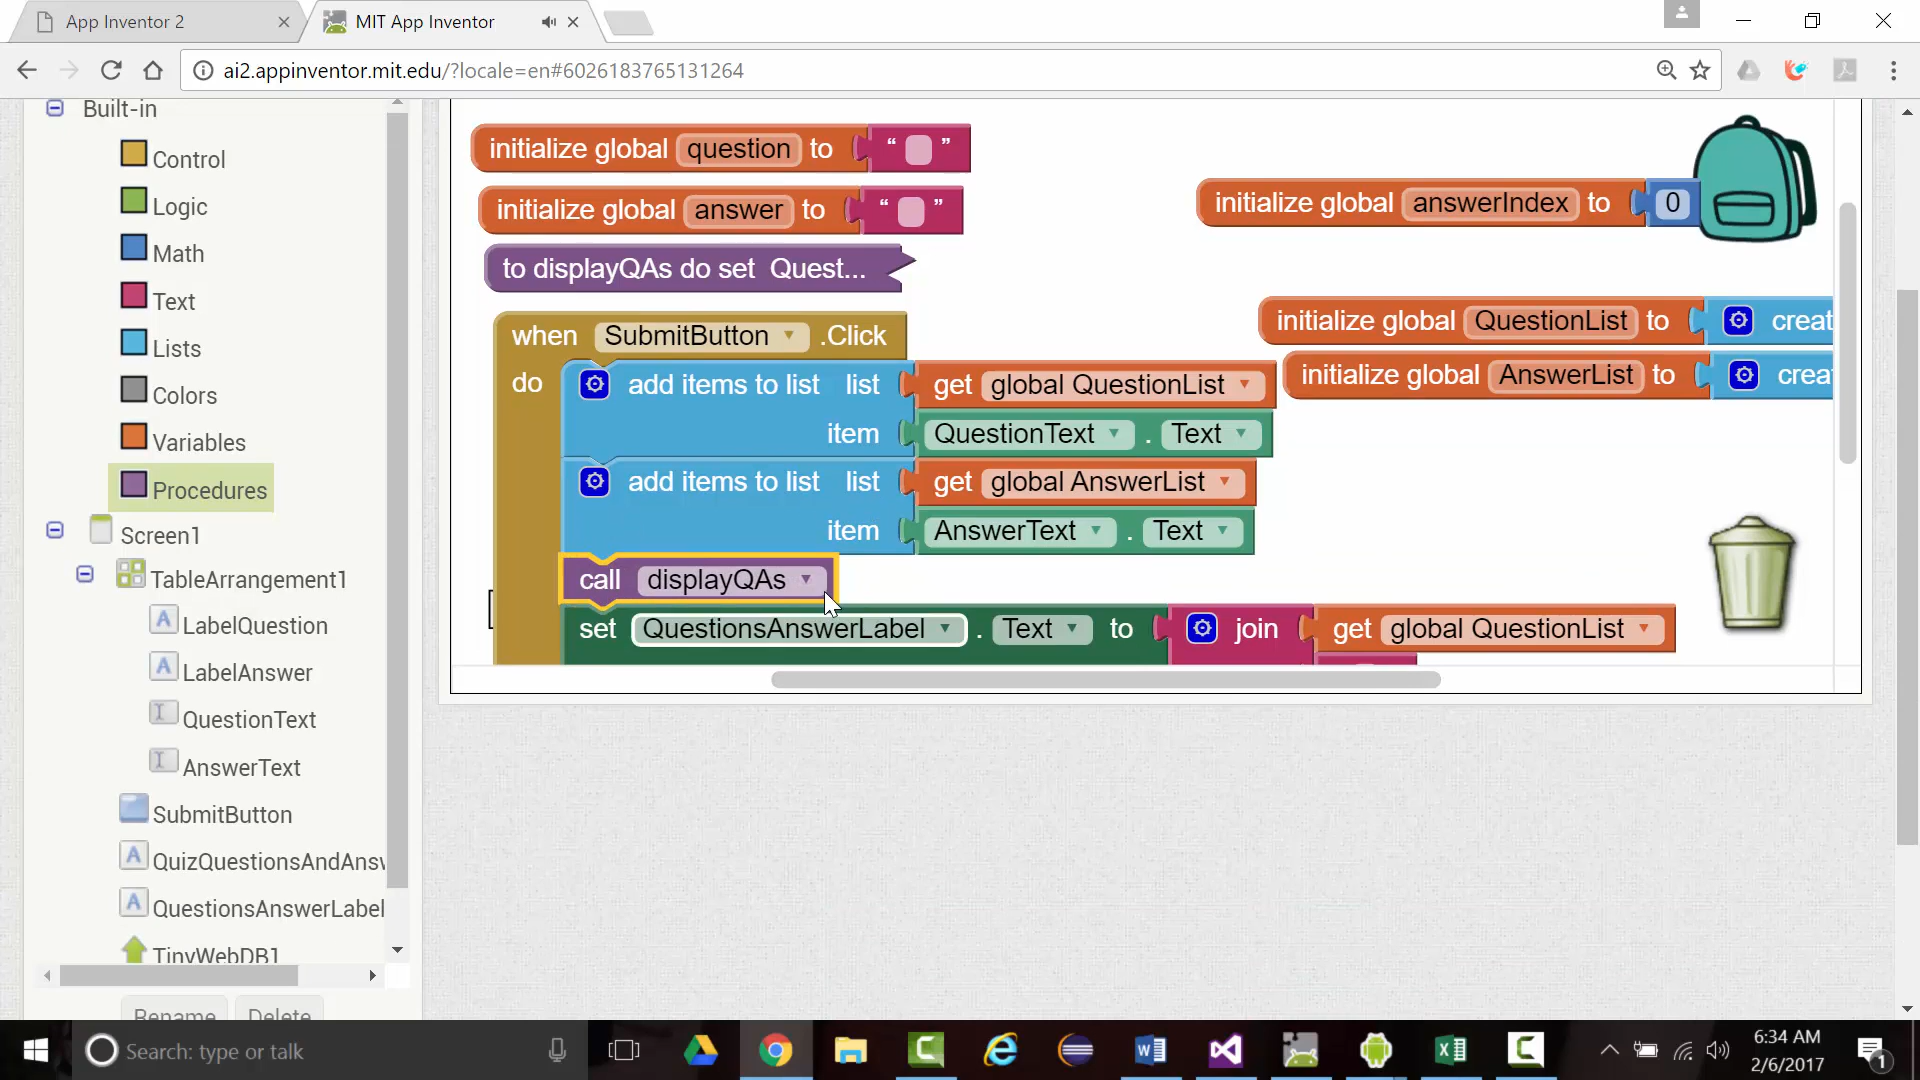 App Inventor 2
MIT App Inventor
ai2.appinventor.mit.edu/?locale=en#6026183765131264
Built-in
Control
Logic
Math
Text
Lists
Colors
Variables
Procedures
Screen1
TableArrangement1
LabelQuestion
LabelAnswer
QuestionText
AnswerText
SubmitButton
QuizQuestionsAndAnsw
QuestionsAnswerLabel
TinyWebDB1
Rename Delete
initialize global question to “ ”
initialize global answer to “ ”
initialize global answerIndex to 0
to displayQAs do set Quest...
initialize global QuestionList to creat
initialize global AnswerList to crea
when SubmitButton .Click
do add items to list list get global QuestionList
item QuestionText . Text
add items to list list get global AnswerList
item AnswerText . Text
call displayQAs
set QuestionsAnswerLabel . Text to join get global QuestionList
Search: type or talk
6:34 AM
2/6/2017
1